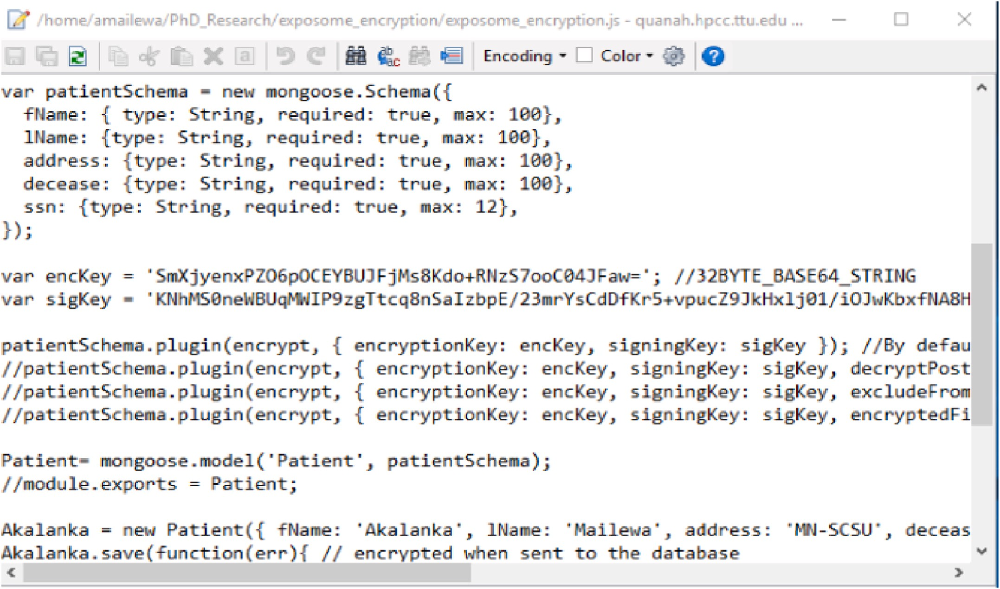 /home/amailewa/PhD_Research/exposome_encryption/exposome_encryption.js - quanah.hpcc.ttu.edu ...
Encoding Color
var patientSchema = new mongoose.Schema({
  fName: { type: String, required: true, max: 100},
  lName: {type: String, required: true, max: 100},
  address: {type: String, required: true, max: 100},
  decease: {type: String, required: true, max: 100},
  ssn: {type: String, required: true, max: 12},
});
var encKey = 'SmXjyenxPZO6pOCEYBUJFjMs8Kdo+RNzS7ooC04JFaw='; //32BYTE_BASE64_STRING
var sigKey = 'KNhMS0neWBUqMWIP9zgTtcq8nSaIzbpE/23mrYsCdDfKr5+vpucZ9JkHxlj01/iOJwKbxfNA8H
patientSchema.plugin(encrypt, { encryptionKey: encKey, signingKey: sigKey }); //By defau
//patientSchema.plugin(encrypt, { encryptionKey: encKey, signingKey: sigKey, decryptPost
//patientSchema.plugin(encrypt, { encryptionKey: encKey, signingKey: sigKey, excludeFrom
//patientSchema.plugin(encrypt, { encryptionKey: encKey, signingKey: sigKey, encryptedFi
Patient= mongoose.model('Patient', patientSchema);
//module.exports = Patient;
Akalanka = new Patient({ fName: 'Akalanka', lName: 'Mailewa', address: 'MN-SCSU', deceas
Akalanka.save(function(err){ // encrypted when sent to the database